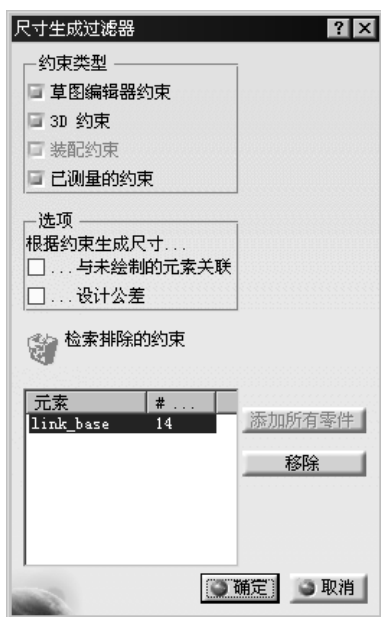 尺寸生成过滤器
约束类型
草图编辑器约束
3D 约束
装配约束
已测量的约束
选项
根据约束生成尺寸...
...与未绘制的元素关联
...设计公差
检索排除的约束
元素 # ...
link_base 14
添加所有零件
移除
确定 取消